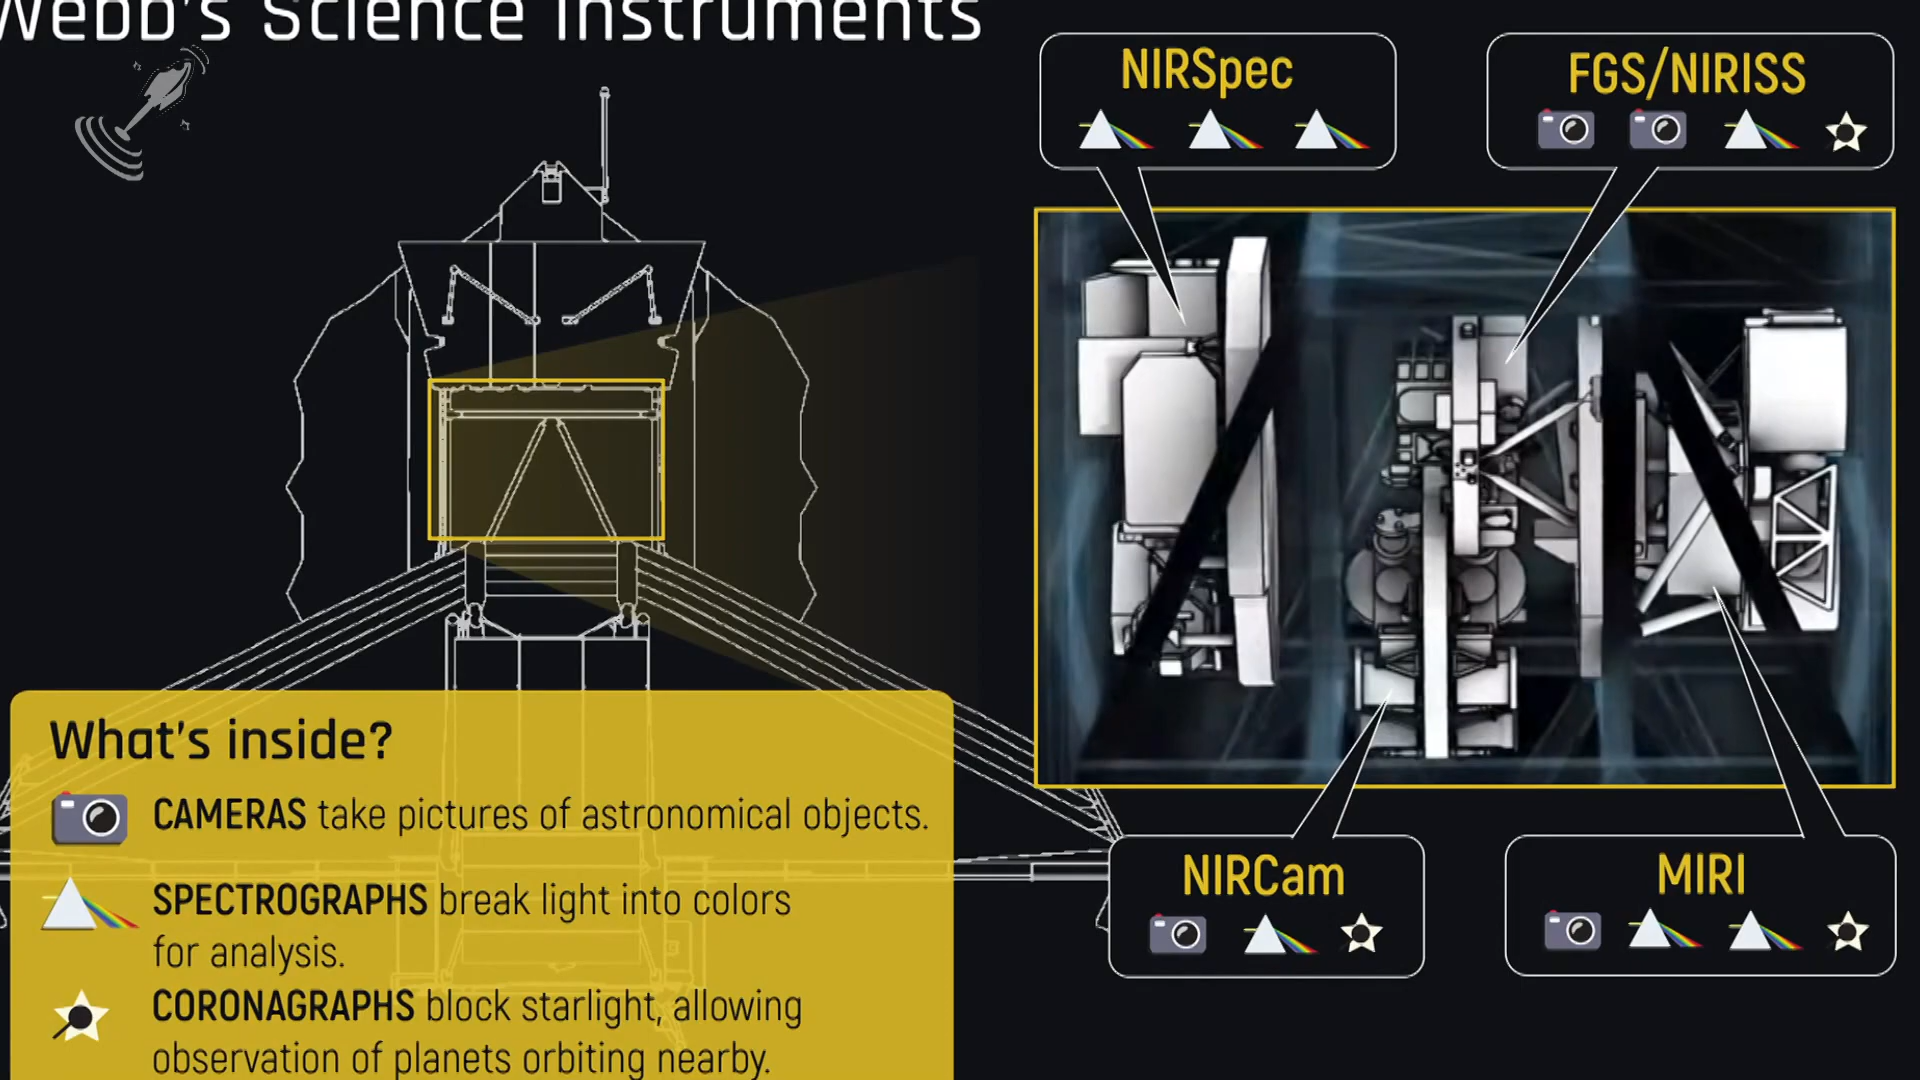 Webb's Science Instruments
NIRSpec
FGS/NIRISS
What's inside?
CAMERAS take pictures of astronomical objects.
SPECTROGRAPHS break light into colors
for analysis.
CORONAGRAPHS block starlight, allowing
observation of planets orbiting nearby.
NIRCam
MIRI